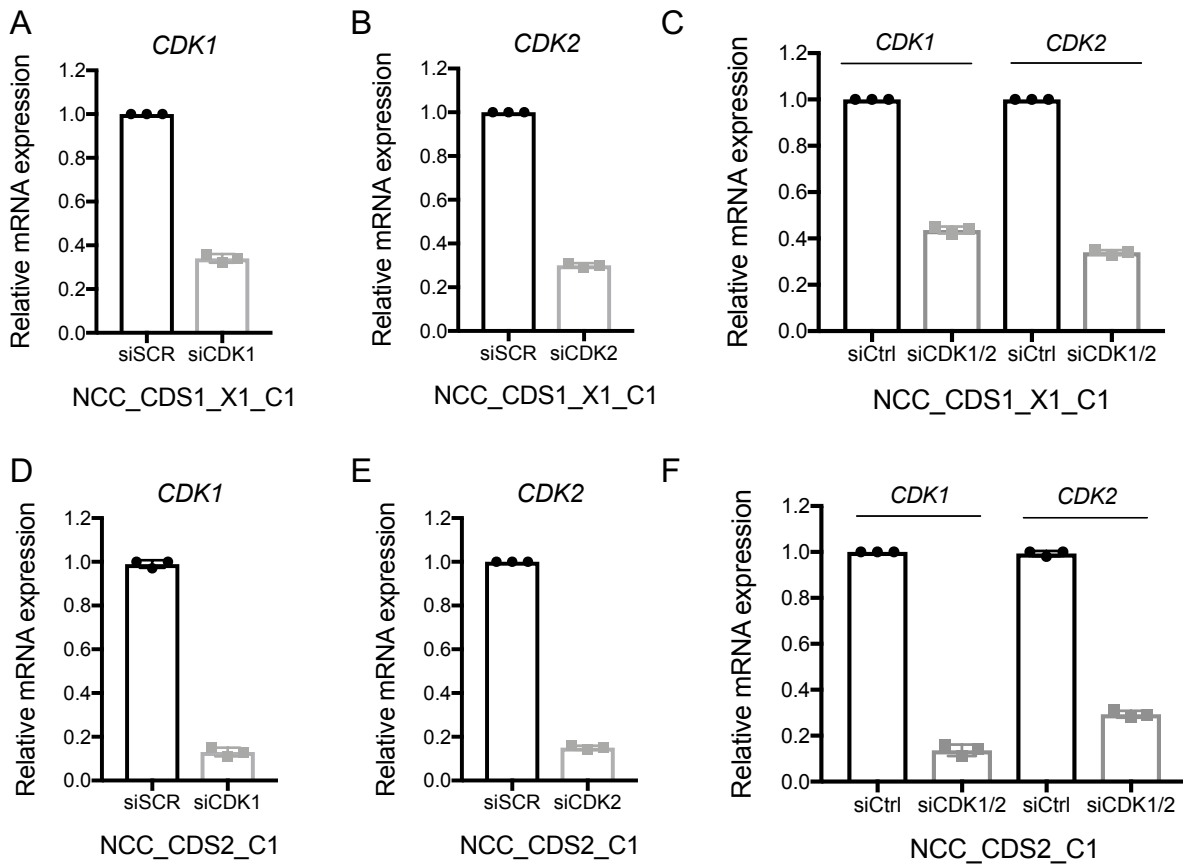 A
CDK1
Relative mRNA expression
1.2
1.0
0.8
0.6
0.4
0.2
0.0
siSCR siCDK1
NCC_CDS1_X1_C1
B
CDK2
Relative mRNA expression
1.2
1.0
0.8
0.6
0.4
0.2
0.0
siSCR siCDK2
NCC_CDS1_X1_C1
C
CDK1 CDK2
Relative mRNA expression
1.2
1.0
0.8
0.6
0.4
0.2
0.0
siCtrl siCDK1/2 siCtrl siCDK1/2
NCC_CDS1_X1_C1
D
CDK1
Relative mRNA expression
1.2
1.0
0.8
0.6
0.4
0.2
0.0
siSCR siCDK1
NCC_CDS2_C1
E
CDK2
Relative mRNA expression
1.2
1.0
0.8
0.6
0.4
0.2
0.0
siSCR siCDK2
NCC_CDS2_C1
F
CDK1 CDK2
Relative mRNA expression
1.2
1.0
0.8
0.6
0.4
0.2
0.0
siCtrl siCDK1/2 siCtrl siCDK1/2
NCC_CDS2_C1